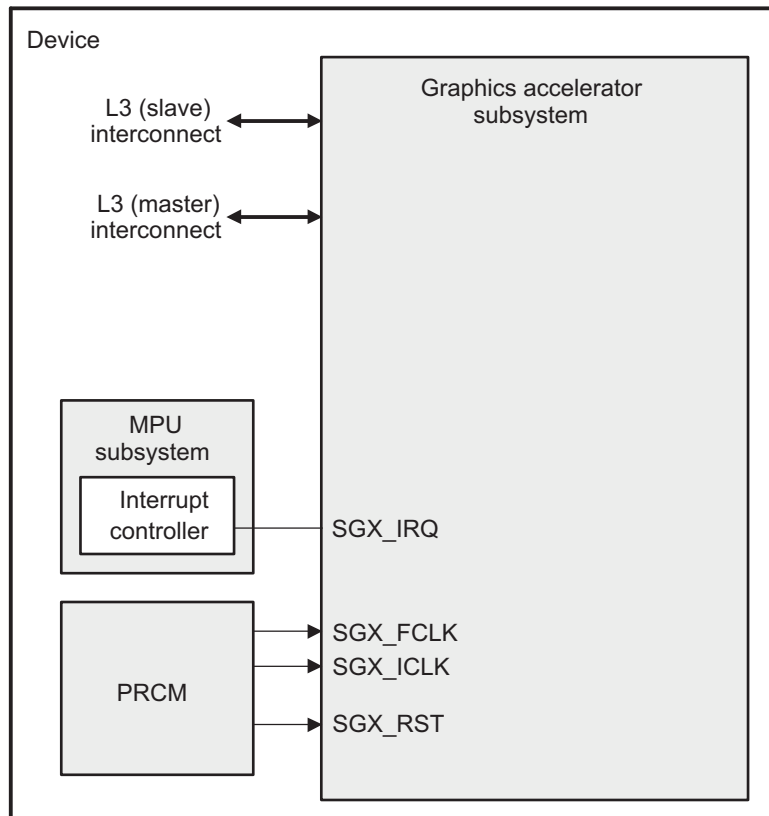 Device
Graphics accelerator
subsystem
L3 (slave)
interconnect
L3 (master)
interconnect
MPU
subsystem
Interrupt
controller
SGX_IRQ
PRCM
SGX_FCLK
SGX_ICLK
SGX_RST